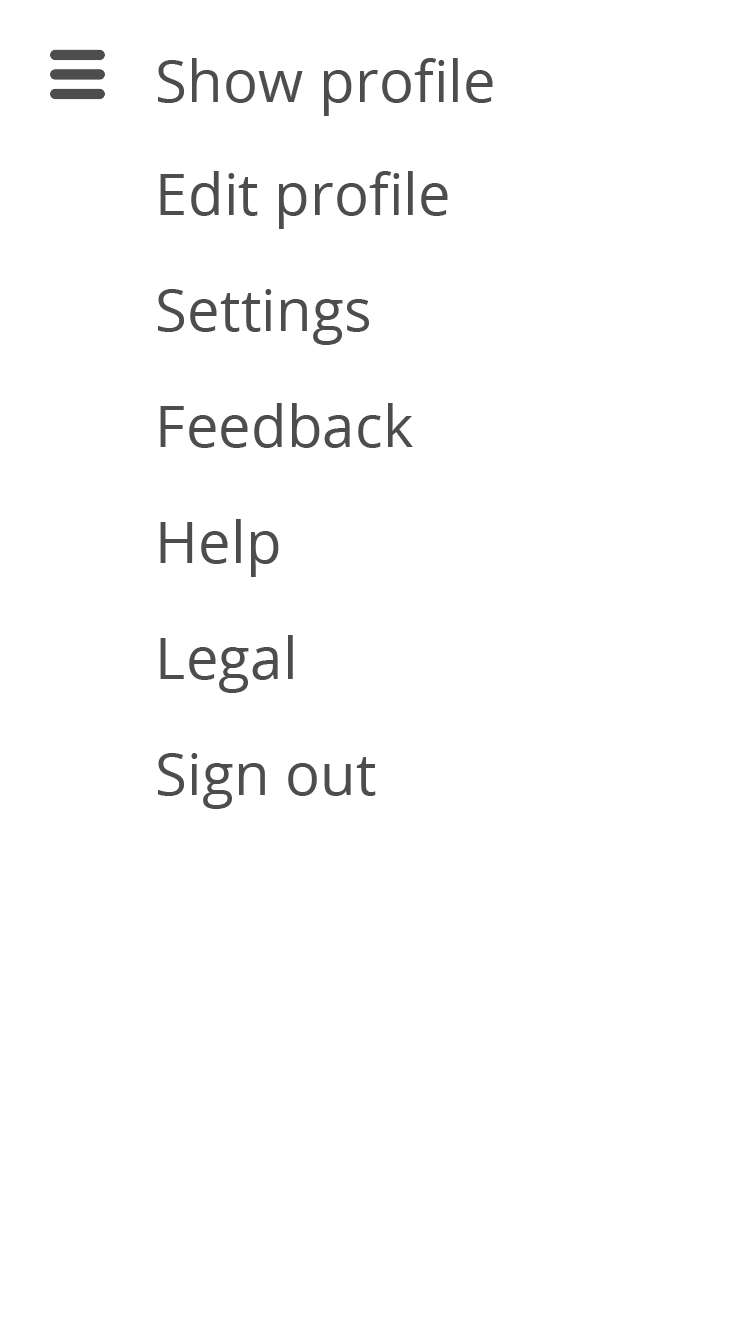 Show profile
Edit profile
Settings
Feedback
Help
Legal
Sign out